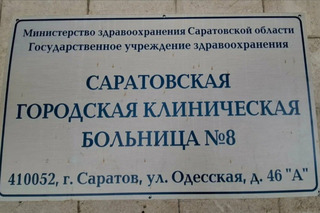 Министерство здравоохранения Саратовской области
Государственное учреждение здравоохранения
САРАТОВСКАЯ
ГОРОДСКАЯ КЛИНИЧЕСКАЯ
БОЛЬНИЦА №8
410052, г. Саратов, ул. Одесская, д. 46 "А"